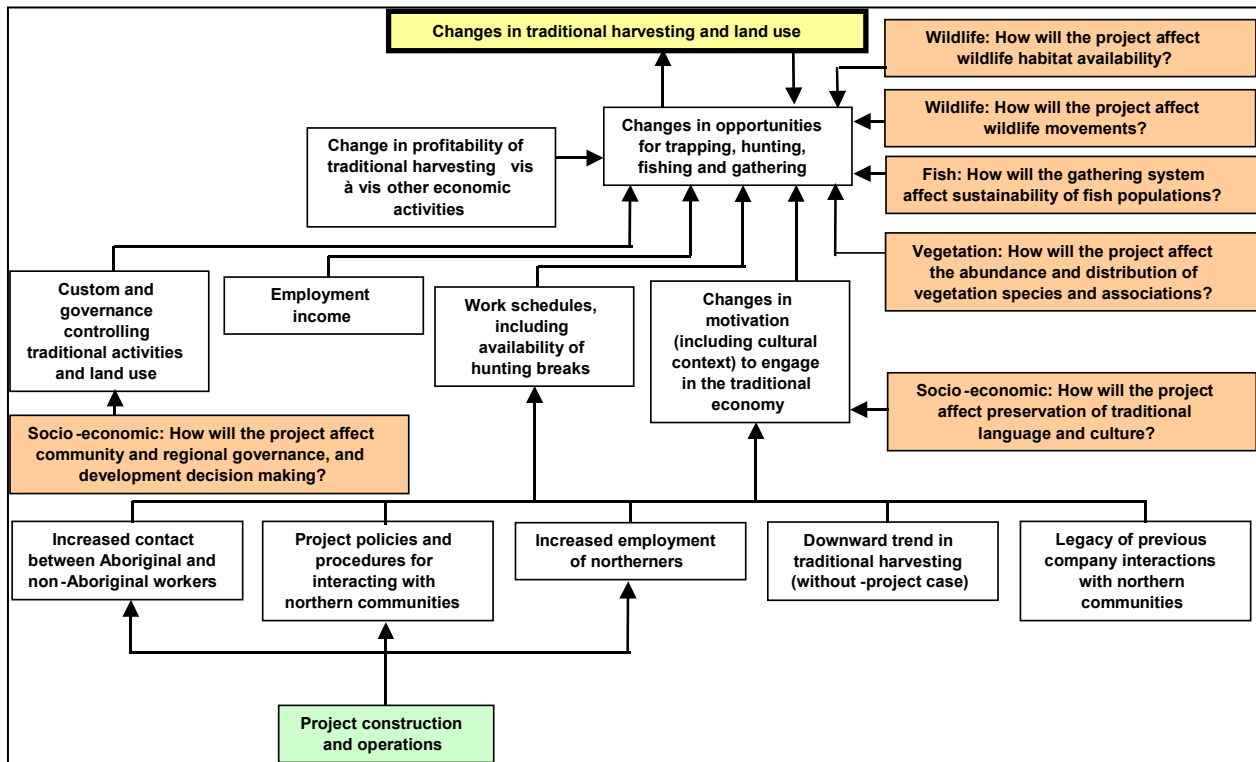 Changes in traditional harvesting and land use
Wildlife: How will the project affect
wildlife habitat availability?
Changes in opportunities
for trapping, hunting,
fishing and gathering
Wildlife: How will the project affect
wildlife movements?
Change in profitability of
traditional harvesting vis
à vis other economic
activities
Fish: How will the gathering system
affect sustainability of fish populations?
Vegetation: How will the project affect
the abundance and distribution of
vegetation species and associations?
Custom and
governance
controlling
traditional activities
and land use
Employment
income
Work schedules,
including
availability of
hunting breaks
Changes in
motivation
(including cultural
context) to engage
in the traditional
economy
Socio-economic: How will the project
affect preservation of traditional
language and culture?
Socio-economic: How will the project affect
community and regional governance, and
development decision making?
Increased contact
between Aboriginal and
non-Aboriginal workers
Project policies and
procedures for
interacting with
northern communities
Increased employment
of northerners
Downward trend in
traditional harvesting
(without -project case)
Legacy of previous
company interactions
with northern
communities
Project construction
and operations